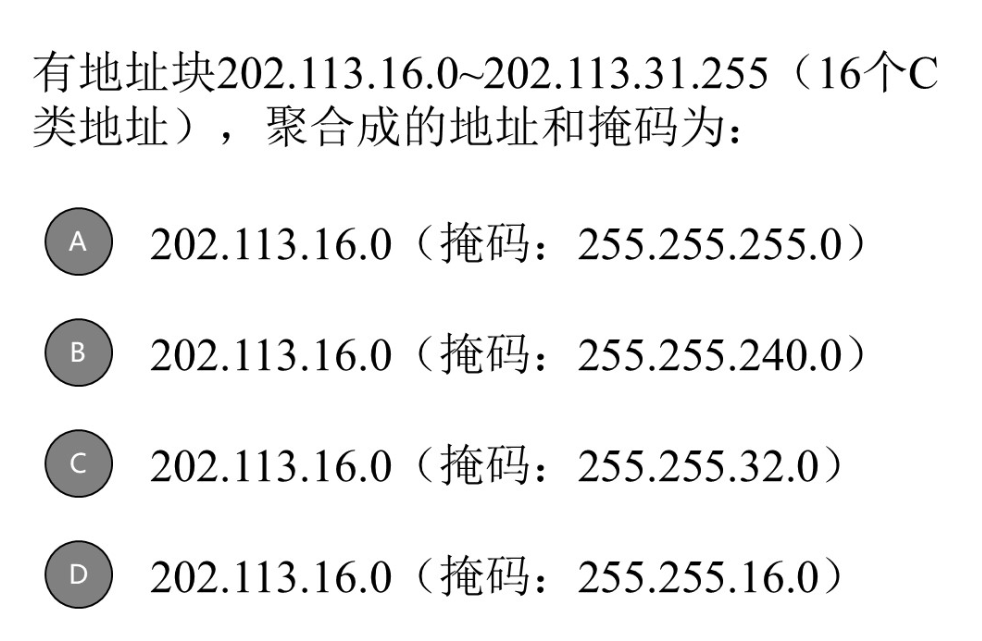 有地址块202.113.16.0~202.113.31.255（16个C
类地址），聚合成的地址和掩码为：
A 202.113.16.0（掩码：255.255.255.0）
B 202.113.16.0（掩码：255.255.240.0）
C 202.113.16.0（掩码：255.255.32.0）
D 202.113.16.0（掩码：255.255.16.0）